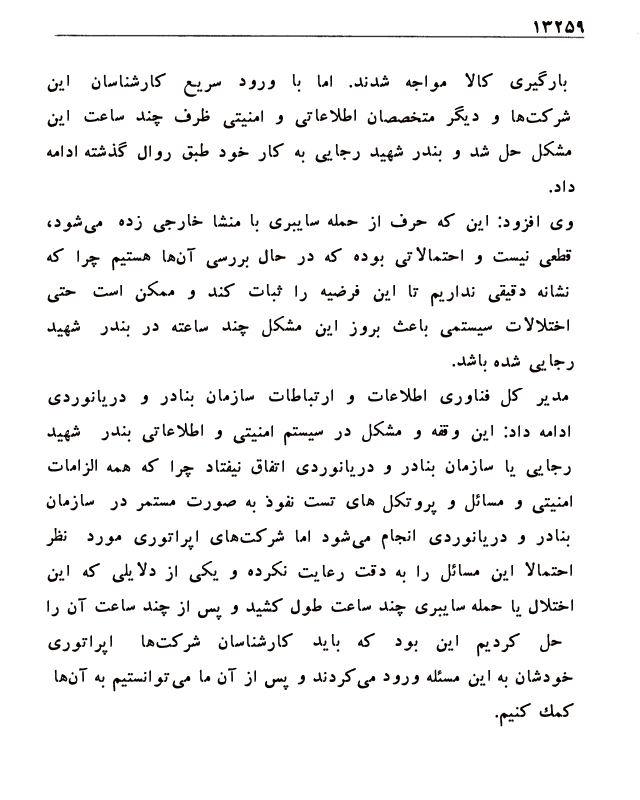 ۱۳۲۵۹
بارگیری کالا مواجه شدند. اما با ورود سریع کارشناسان این
شرکت‌ها و دیگر متخصصان اطلاعاتی و امنیتی ظرف چند ساعت این
مشکل حل شد و بندر شهید رجایی به کار خود طبق روال گذشته ادامه
داد.
وی افزود: این که حرف از حمله سایبری با منشا خارجی زده می‌شود،
قطعی نیست و احتمالاتی بوده که در حال بررسی آن‌ها هستیم چرا که
نشانه دقیقی نداریم تا این فرضیه را ثبات کند و ممکن است حتی
اختلالات سیستمی باعث بروز این مشکل چند ساعته در بندر شهید
رجایی شده باشد.
مدیر کل فناوری اطلاعات و ارتباطات سازمان بنادر و دریانوردی
ادامه داد: این وقفه و مشکل در سیستم امنیتی و اطلاعاتی بندر شهید
رجایی یا سازمان بنادر و دریانوردی اتفاق نیفتاد چرا که همه الزامات
امنیتی و مسائل و پروتکل های تست نفوذ به صورت مستمر در سازمان
بنادر و دریانوردی انجام می‌شود اما شرکت‌های اپراتوری مورد نظر
احتمالا این مسائل را به دقت رعایت نکرده و یکی از دلایلی که این
اختلال یا حمله سایبری چند ساعت طول کشید و پس از چند ساعت آن را
حل کردیم این بود که باید کارشناسان شرکت‌ها اپراتوری
خودشان به این مسئله ورود می‌کردند و پس از آن ما می‌توانستیم به آن‌ها
کمك کنیم.